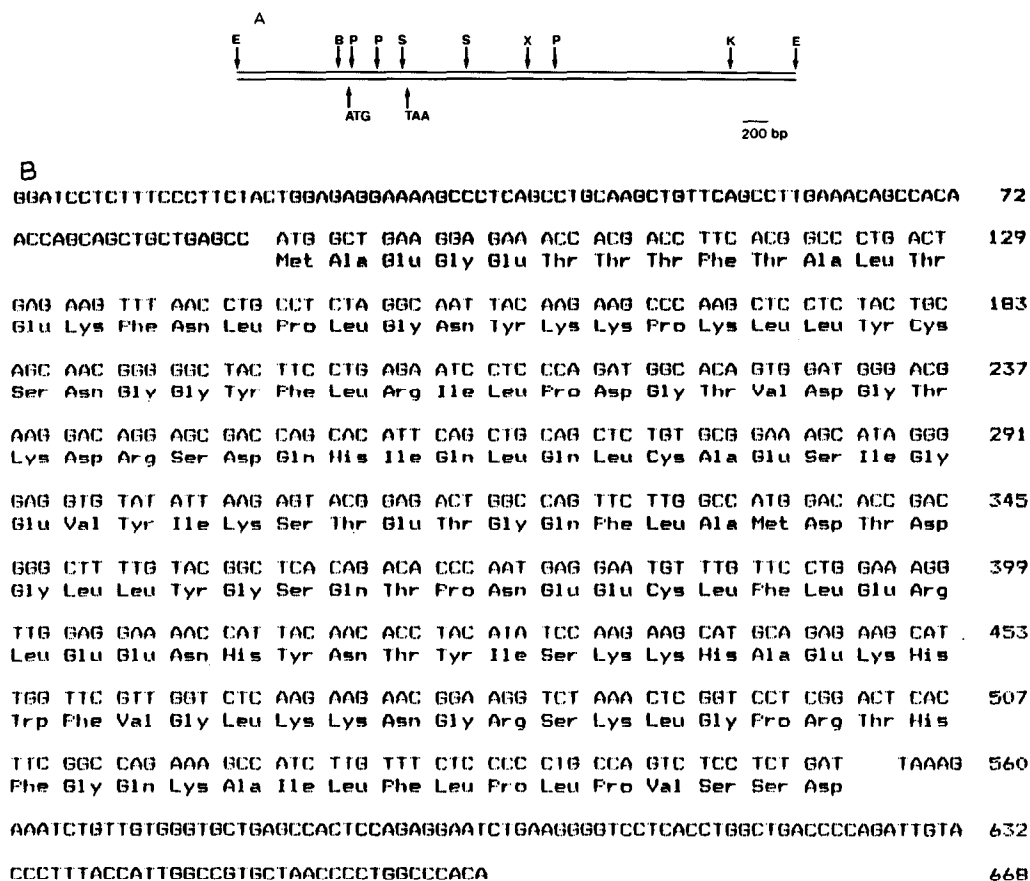 A
E B P P S S X P K E
ATG TAA
200 bp
B
GGATCCTCTTTCCCTTCTACTGGAGAGGAAAAGCCCTCAGCCTGCAAGCTGTTCAGCCTTGAAACAGCCACA 72
ACCAGCAGCTGCTGAGCC ATG GCT GAA GGA GAA ACC ACG ACC TTC ACG GCC CTG ACT 129
Met Ala Glu Gly Glu Thr Thr Thr Phe Thr Ala Leu Thr
GAG AAG TTT AAC CTG CCT CTA GGC AAT TAC AAG AAG CCC AAG CTC CTC TAC TGC 183
Glu Lys Phe Asn Leu Pro Leu Gly Asn Tyr Lys Lys Pro Lys Leu Leu Tyr Cys
AGC AAC GGG GGC TAC TTC CTG AGA ATC CTC CCA GAT GGC ACA GTG GAT GGG ACG 237
Ser Asn Gly Gly Tyr Phe Leu Arg Ile Leu Pro Asp Gly Thr Val Asp Gly Thr
AAG GAC AGG AGC GAC CAG CAC ATT CAG CTG CAG CTC TGT GCG GAA AGC ATA GGG 291
Lys Asp Arg Ser Asp Gln His Ile Gln Leu Gln Leu Cys Ala Glu Ser Ile Gly
GAG GTG TAT ATT AAG AGT ACG GAG ACT GGC CAG TTC TTG GCC ATG GAC ACC GAC 345
Glu Val Tyr Ile Lys Ser Thr Glu Thr Gly Gln Phe Leu Ala Met Asp Thr Asp
GGG CTT TTG TAC GGC TCA CAG ACA CCC AAT GAG GAA TGT TTG TTC CTG GAA AGG 399
Gly Leu Leu Tyr Gly Ser Gln Thr Pro Asn Glu Glu Cys Leu Phe Leu Glu Arg
TTG GAG GAA AAC CAT TAC AAC ACC TAC ATA TCC AAG AAG CAT GCA GAG AAG CAT 453
Leu Glu Glu Asn His Tyr Asn Thr Tyr Ile Ser Lys Lys His Ala Glu Lys His
TGG TTC GTT GGT CTC AAG AAG AAC GGA AGG TCT AAA CTC GGT CCT CGG ACT CAC 507
Trp Phe Val Gly Leu Lys Lys Asn Gly Arg Ser Lys Leu Gly Pro Arg Thr His
TTC GGC CAG AAA GCC ATC TTG TTT CTC CCC CTG CCA GTC TCC TCT GAT TAAAG 560
Phe Gly Gln Lys Ala Ile Leu Phe Leu Pro Leu Pro Val Ser Ser Asp
AAATCTGTTGTGGGTGCTGAGCCACTCCAGAGGAATCTGAAGGGGTCCTCACCTGGCTGACCCCAGATTGTA 632
CCCTTTACCATTGGCCGTGCTAACCCCTGGCCCACA 668